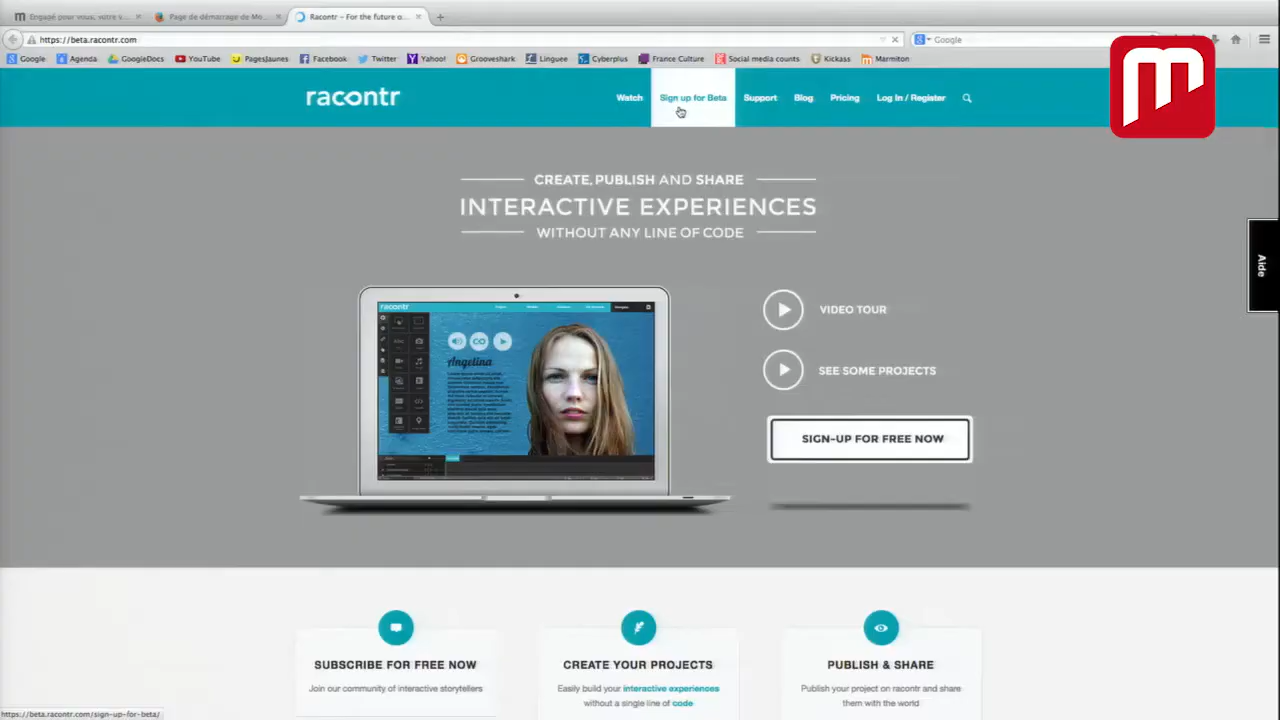 Engagé pour vous, votre v...
Page de démarrage de Mo...
Racontr - For the future o...
https://beta.racontr.com
Google
Google
Agenda
GoogleDocs
YouTube
PagesJaunes
Facebook
Twitter
Yahoo!
Grooveshark
Linguee
Cyberplus
France Culture
Social media counts
Kickass
Marmiton
racontr
Watch
Sign up for Beta
Support
Blog
Pricing
Log In / Register
CREATE, PUBLISH AND SHARE
INTERACTIVE EXPERIENCES
WITHOUT ANY LINE OF CODE
Aide
racontr
Angelina
VIDEO TOUR
SEE SOME PROJECTS
SIGN-UP FOR FREE NOW
SUBSCRIBE FOR FREE NOW
Join our community of interactive storytellers
CREATE YOUR PROJECTS
Easily build your interactive experiences
without a single line of code
PUBLISH & SHARE
Publish your project on racontr and share
them with the world
https://beta.racontr.com/sign-up-for-beta/